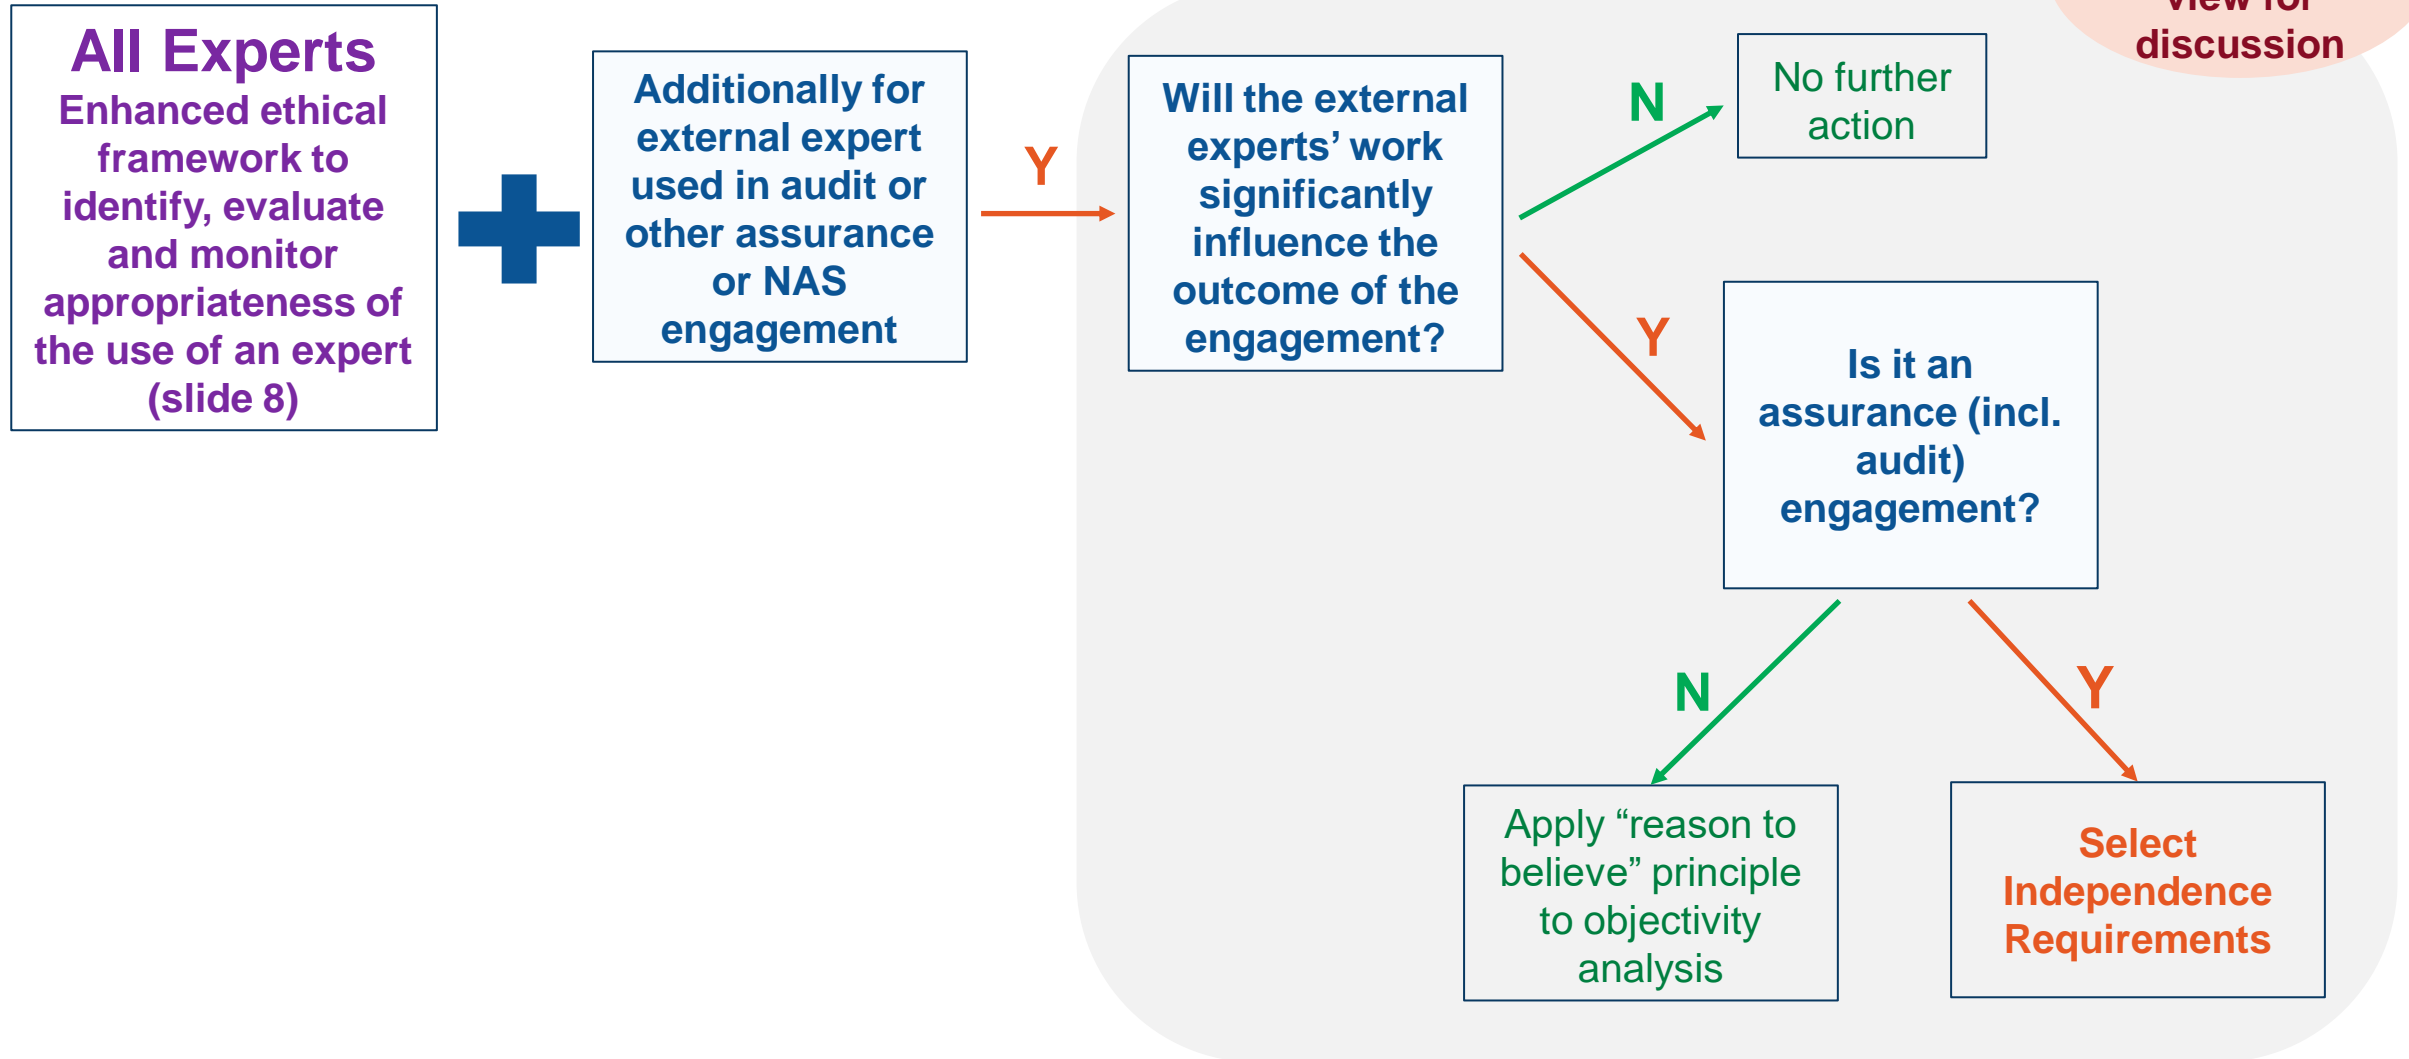 All Experts
Enhanced ethical
framework to
identify, evaluate
and monitor
appropriateness of
the use of an expert
(slide 8)
Additionally for
external expert
used in audit or
other assurance
or NAS
engagement
Y
Will the external
experts’ work
significantly
influence the
outcome of the
engagement?
N
No further
action
view for
discussion
Y
Is it an
assurance (incl.
audit)
engagement?
N
Apply “reason to
believe” principle
to objectivity
analysis
Y
Select
Independence
Requirements